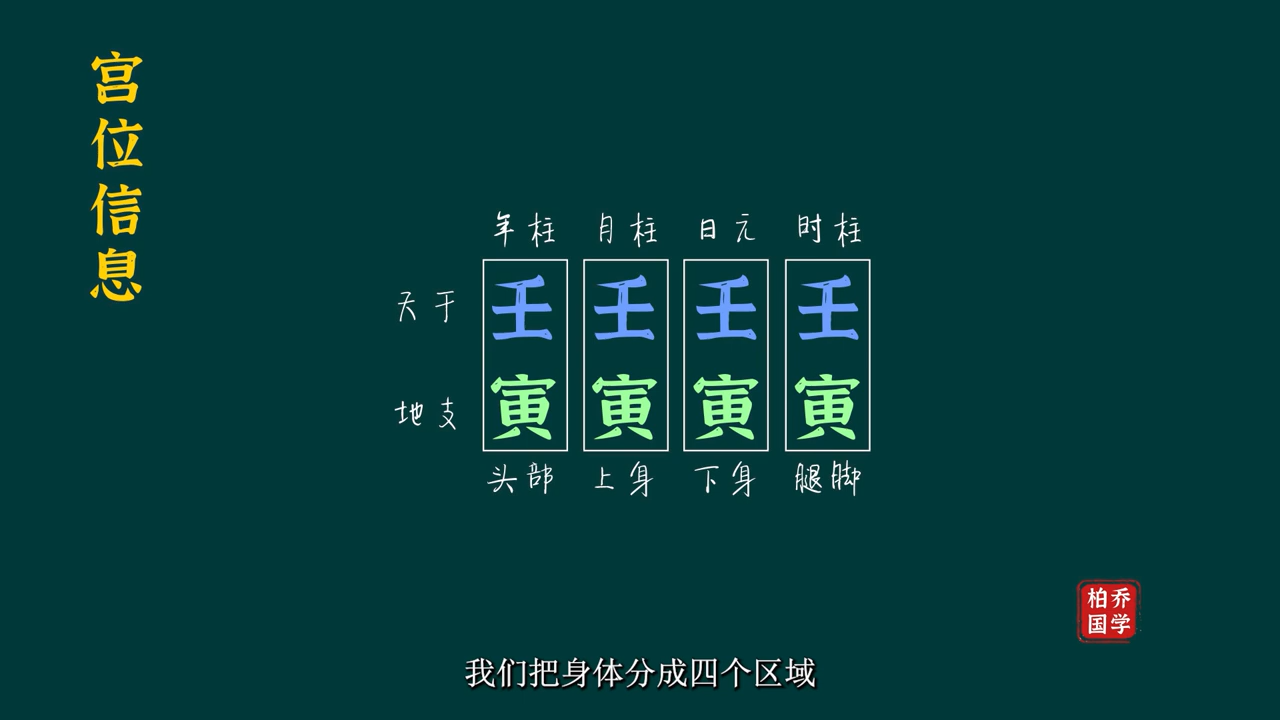 宫位信息
年柱 月柱 日元 时柱
天于 壬 壬 壬 壬
地支 寅 寅 寅 寅
头部 上身 下身 腿脚
柏乔
国学
我们把身体分成四个区域